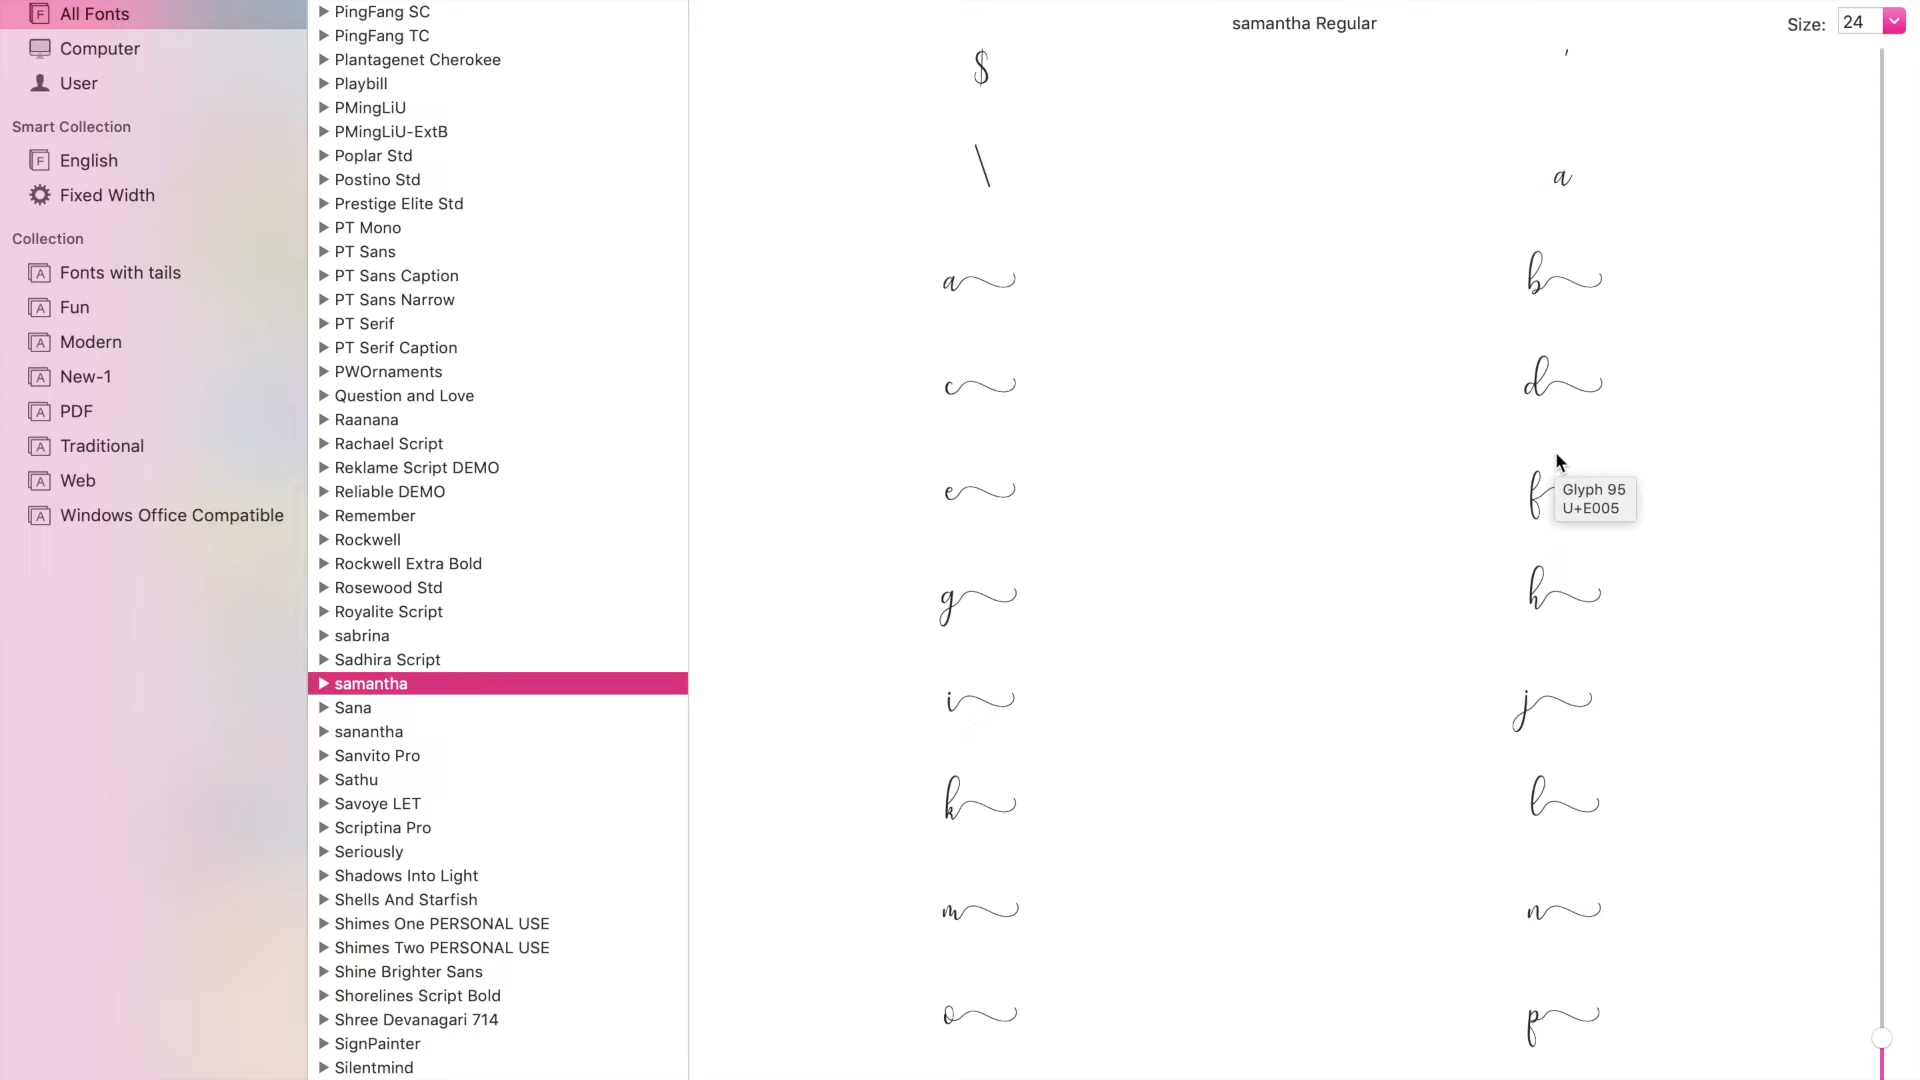 All Fonts
Computer
User
Smart Collection
English
Fixed Width
Collection
Fonts with tails
Fun
Modern
New-1
PDF
Traditional
Web
Windows Office Compatible
PingFang SC
PingFang TC
Plantagenet Cherokee
Playbill
PMingLiU
PMingLiU-ExtB
Poplar Std
Postino Std
Prestige Elite Std
PT Mono
PT Sans
PT Sans Caption
PT Sans Narrow
PT Serif
PT Serif Caption
PWOrnaments
Question and Love
Raanana
Rachael Script
Reklame Script DEMO
Reliable DEMO
Remember
Rockwell
Rockwell Extra Bold
Rosewood Std
Royalite Script
sabrina
Sadhira Script
samantha
Sana
sanantha
Sanvito Pro
Sathu
Savoye LET
Scriptina Pro
Seriously
Shadows Into Light
Shells And Starfish
Shimes One PERSONAL USE
Shimes Two PERSONAL USE
Shine Brighter Sans
Shorelines Script Bold
Shree Devanagari 714
SignPainter
Silentmind
samantha Regular
Size: 24
$ '
\ a
a b
c d
e f
Glyph 95
U+E005
g h
i j
k l
m n
o p